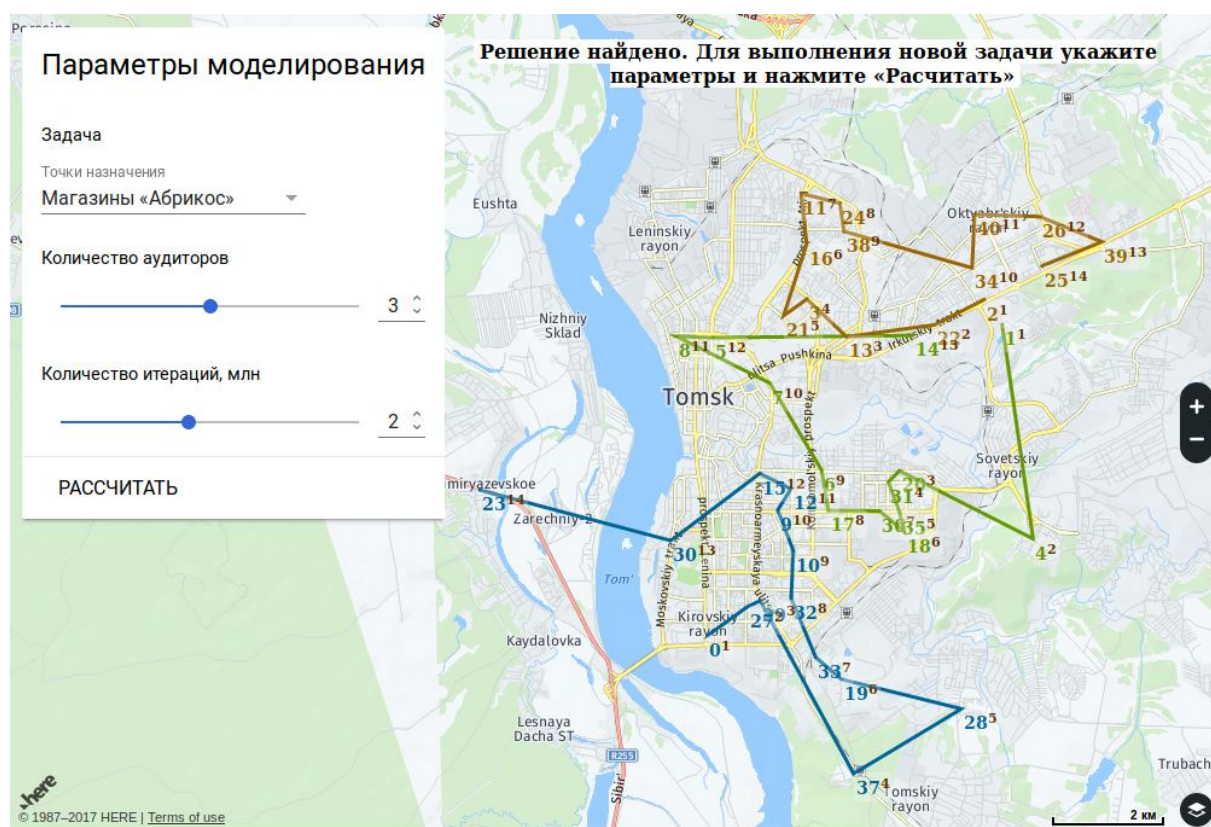 Параметры моделирования
Задача
Точки назначения
Магазины «Абрикос»
Количество аудиторов
3
Количество итераций, млн
2
РАССЧИТАТЬ
Решение найдено. Для выполнения новой задачи укажите
параметры и нажмите «Расчитать»
Eushta
Leninskiy
rayon
prospekt Mira
Oktyabr'skiy
11⁷
24⁸
38⁹
16⁶
40¹¹
26¹²
39¹³
34¹⁰
25¹⁴
Nizhniy
Sklad
3⁴
21⁵
13³
22²
2¹
1¹
14¹³
Irkutskiy trakt
8¹¹
5¹²
Ulitsa Pushkina
Tomsk
7¹⁰
Komsomolskiy prospekt
Sovetskiy
rayon
miryazevskoe
23¹⁴
Zarechniy-2
15¹²
12¹¹
9¹⁰
6⁹
17⁸
31⁴
35⁵
18⁶
4²
30¹³
10⁹
Moskovskiy trakt
prospekt Lenina
Krasnoarmeyskaya ulitsa
Tom'
Kirovskiy
rayon
27²
32⁸
0¹
Kaydalovka
33⁷
19⁶
28⁵
Lesnaya
Dacha ST
R255
Sibir'
37⁴
Tomskiy
rayon
Trubach
here
© 1987–2017 HERE | Terms of use
2 км